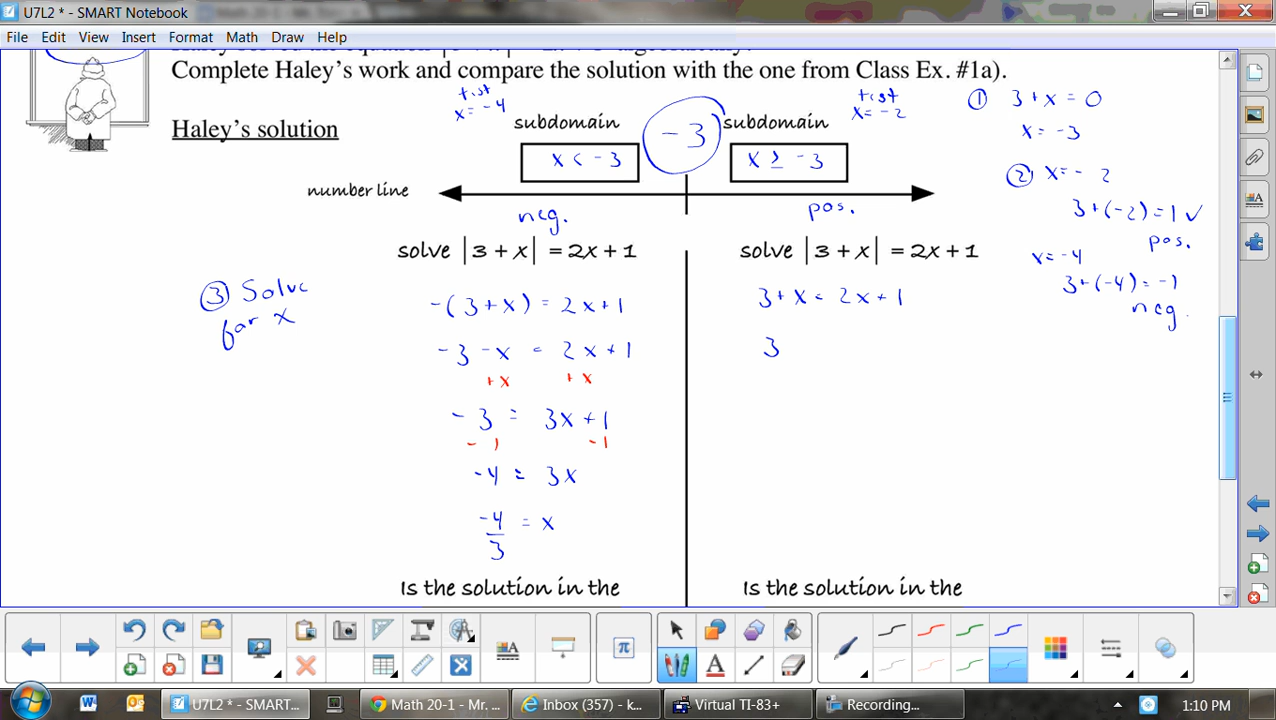 U7L2 * - SMART Notebook
Math 20-1 - Mr.
File Edit View Insert Format Math Draw Help
Complete Haley's work and compare the solution with the one from Class Ex. #1a).
Haley's solution
test
x = -4
subdomain
x < -3
-3
test
x = -2
subdomain
x ≥ -3
number line
neg.
pos.
① 3 + x = 0
x = -3
② x = -2
3 + (-2) = 1 ✓
pos.
x = -4
3 + (-4) = -1
neg.
③ Solve
for x
solve |3 + x| = 2x + 1
-(3 + x) = 2x + 1
-3 - x = 2x + 1
+x +x
-3 = 3x + 1
-1 -1
-4 = 3x
-4/3 = x
Is the solution in the
solve |3 + x| = 2x + 1
3 + x = 2x + 1
3
Is the solution in the
π
A
U7L2 * - SMART...
Math 20-1 - Mr. ...
Inbox (357) - k...
Virtual TI-83+
Recording...
1:10 PM